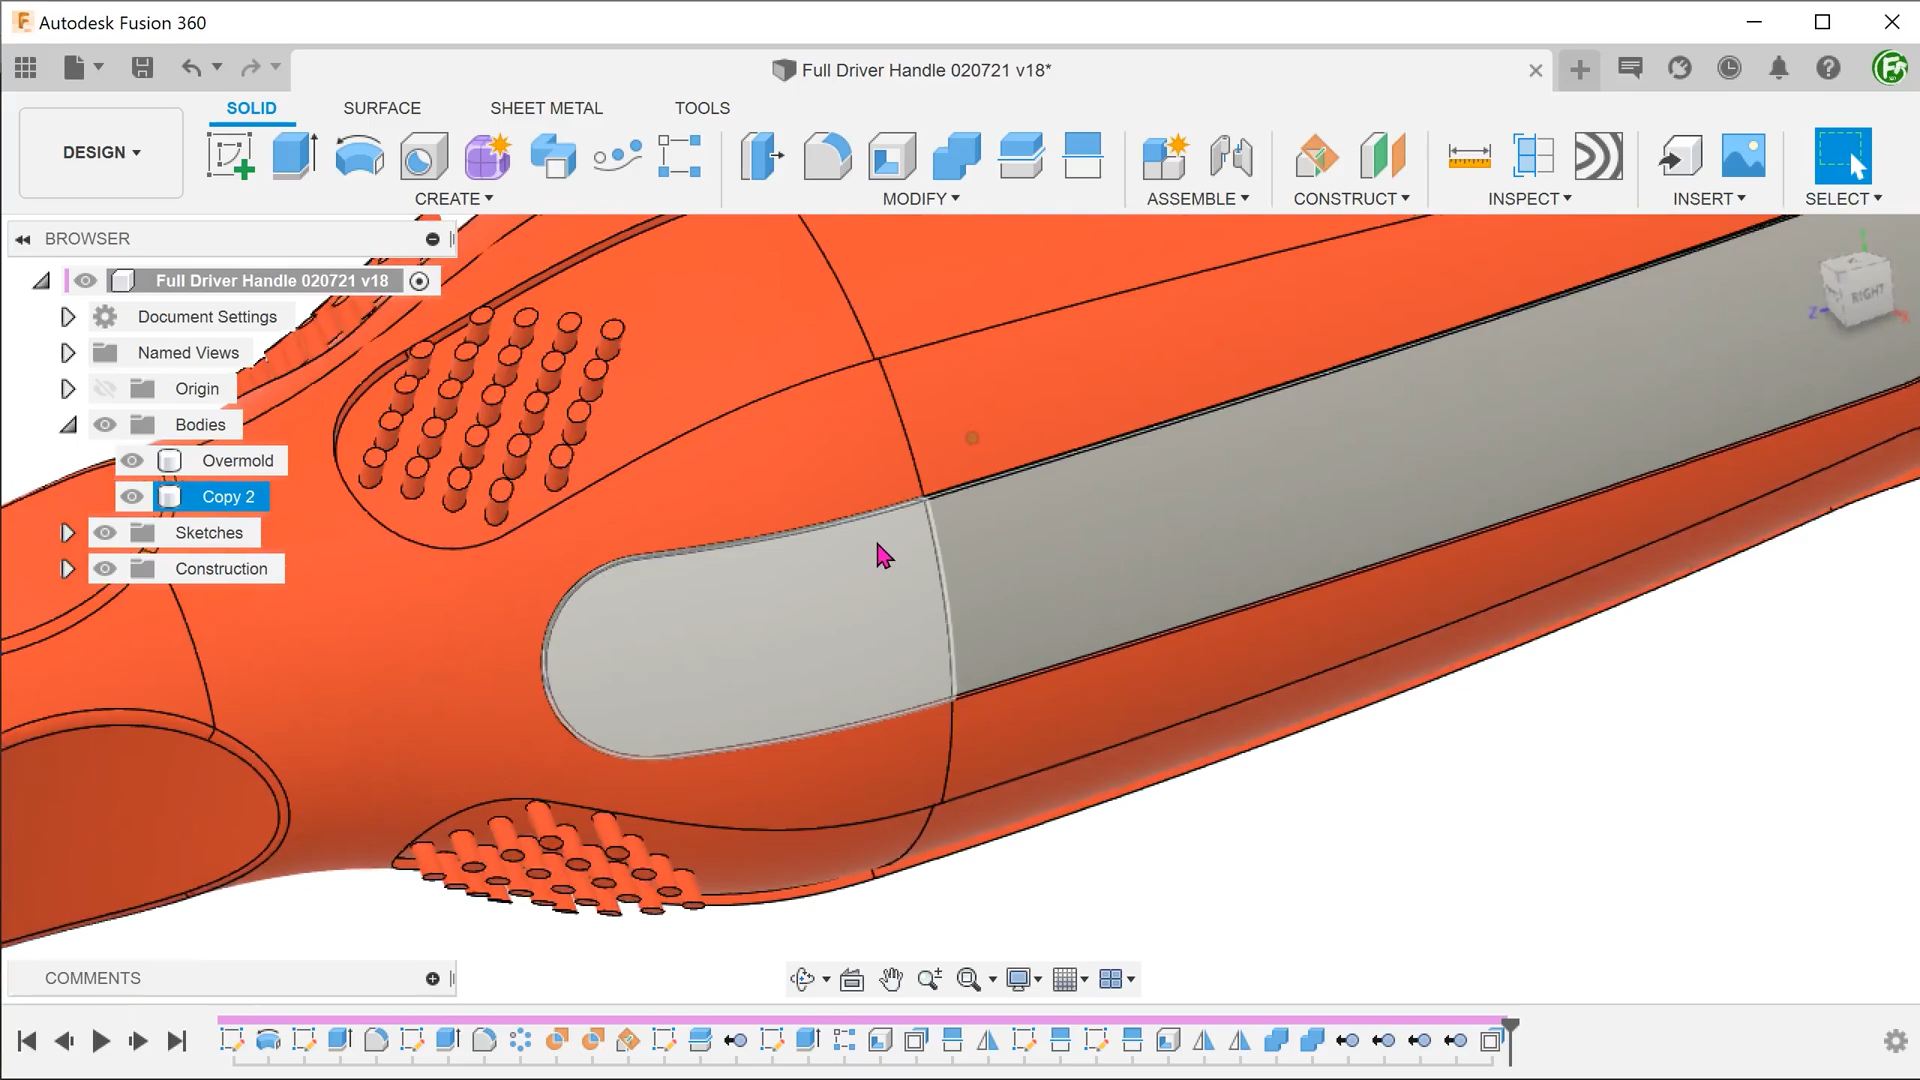 Autodesk Fusion 360
Full Driver Handle 020721 v18*
SOLID SURFACE SHEET METAL TOOLS
DESIGN
CREATE MODIFY ASSEMBLE CONSTRUCT INSPECT INSERT SELECT
BROWSER
Full Driver Handle 020721 v18
Document Settings
Named Views
Origin
Bodies
Overmold
Copy 2
Sketches
Construction
Y
RIGHT
Z
X
COMMENTS